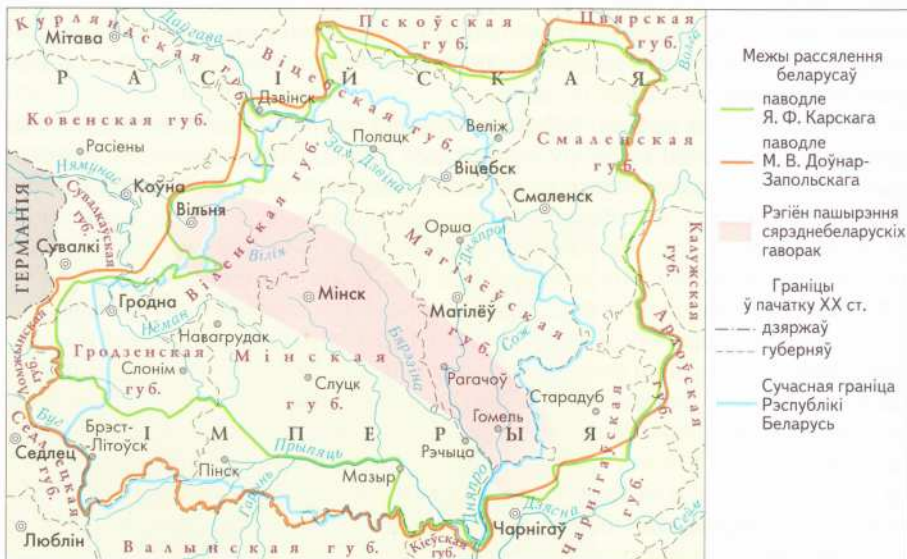 Курляндская губ.
Мітава
Даўгава
Віцебская губ.
Пскоўская губ.
Цвярская губ.
Волга
РАСІЙСКАЯ
Дзвінск
Ковенская губ.
Расіены
Полацк
Веліж
Смаленская губ.
Нямунас
Зах. Дзвіна
Віцебск
Коўна
Вільня
Смаленск
ГЕРМАНІЯ
Сувалкаўская губ.
Сувалкі
Віленская губ.
Вілія
Орша
Дняпро
Магілёўская губ.
Калужская губ.
Гродна
Нёман
Мінск
Магілёў
Сож
Арлоўская губ.
Навагрудак
Бярэзіна
Ломжынская губ.
Гродзенская губ.
Слонім
Мінская губ.
Слуцк
Рагачоў
Старадуб
Гомель
Седлецкая губ.
Буг
Брэст-
Літоўск
ІМПЕРЫЯ
Седлец
Пінск
Прыпяць
Рэчыца
Мазыр
Гарынь
Дняпро
Дзясна
Чарнігаў
Чарнігаўская губ.
Сейм
Люблін
Валынская губ.
Кіеўская
губ.
Межы рассялення
беларусаў
паводле
Я. Ф. Карскага
паводле
М. В. Доўнар-
Запольскага
Рэгіён пашырэння
сярэднебеларускіх
гаворак
Граніцы
ў пачатку XX ст.
дзяржаў
губерняў
Сучасная граніца
Рэспублікі
Беларусь